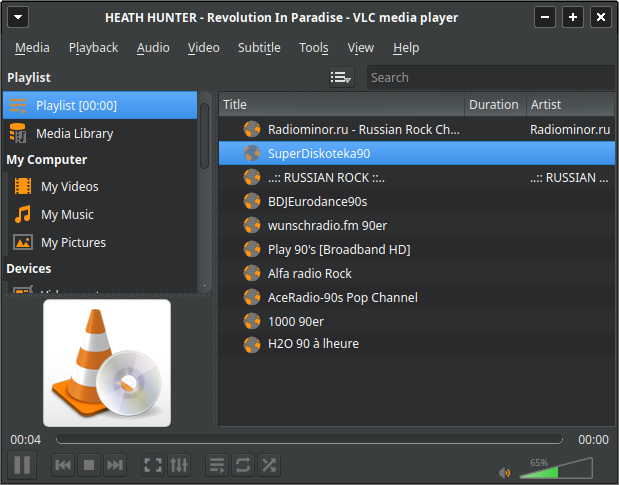 HEATH HUNTER - Revolution In Paradise - VLC media player
Media Playback Audio Video Subtitle Tools View Help
Playlist
Search
Playlist [00:00]
Media Library
My Computer
My Videos
My Music
My Pictures
Devices
Title Duration Artist
Radiominor.ru - Russian Rock Ch... Radiominor.ru
SuperDiskoteka90
..:: RUSSIAN ROCK ::.. ..:: RUSSIAN ...
BDJEurodance90s
wunschradio.fm 90er
Play 90's [Broadband HD]
Alfa radio Rock
AceRadio-90s Pop Channel
1000 90er
H2O 90 à lheure
00:04 00:00
65%